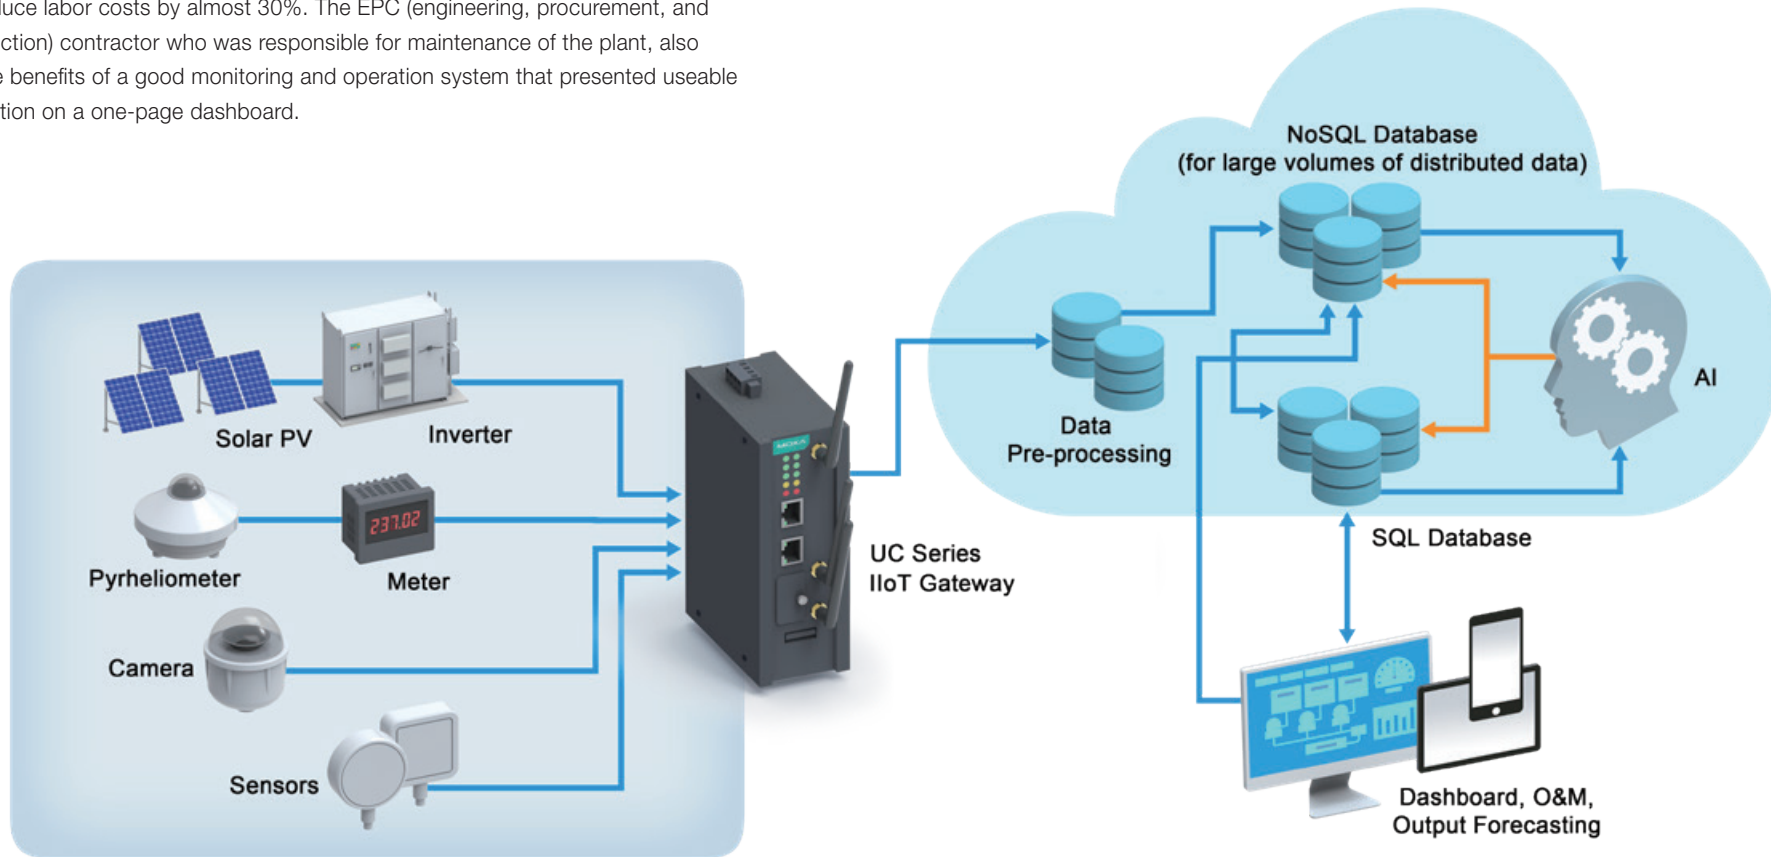 duce labor costs by almost 30%. The EPC (engineering, procurement, and
ction) contractor who was responsible for maintenance of the plant, also
e benefits of a good monitoring and operation system that presented useable
tion on a one-page dashboard.
NoSQL Database
(for large volumes of distributed data)
Solar PV
Inverter
MOXA
AI
Data
Pre-processing
237.02
Pyrheliometer
Meter
UC Series
IIoT Gateway
SQL Database
Camera
Sensors
Dashboard, O&M,
Output Forecasting